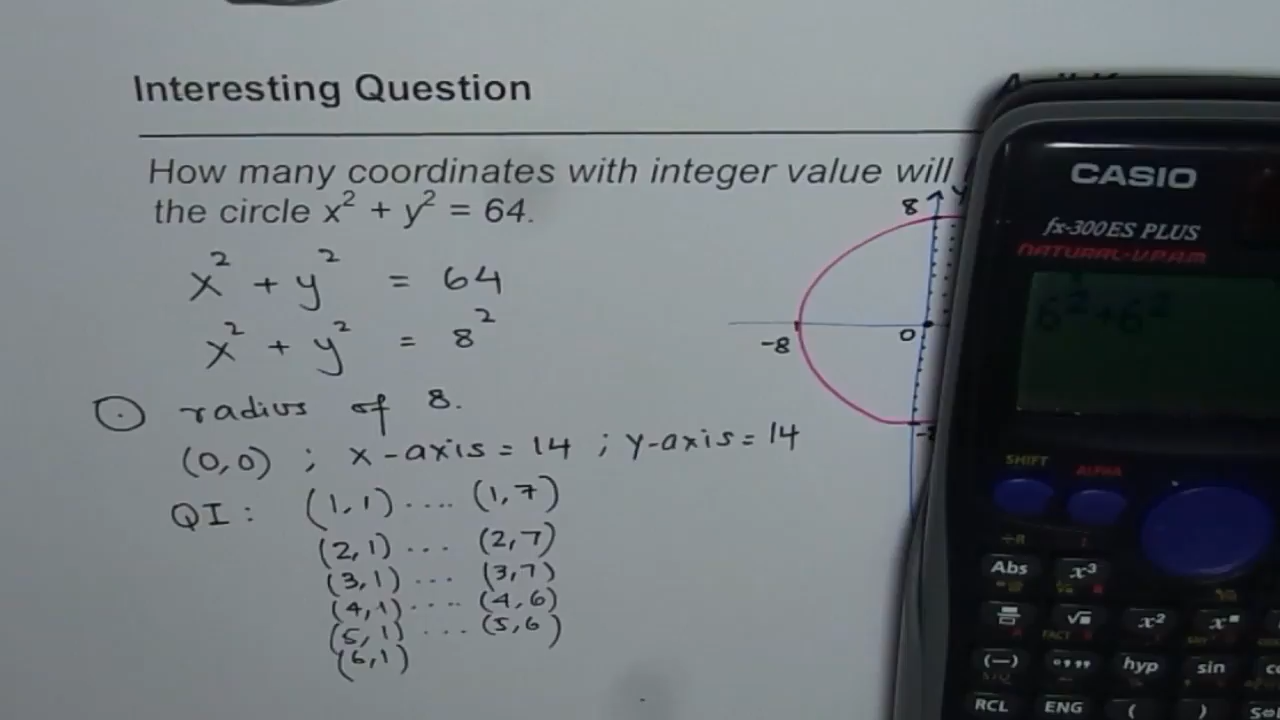 Interesting Question
How many coordinates with integer value will
the circle x² + y² = 64.
x² + y² = 64
x² + y² = 8²
radius of 8.
(0,0) ; x-axis = 14 ; y-axis = 14
QI : (1,1) .... (1,7)
(2,1) ... (2,7)
(3,1) ... (3,7)
(4,1) .... (4,6)
(5,1) ... (5,6)
(6,1)
8
-8
0
CASIO
fx-300ES PLUS
NATURAL-V.P.A.M.
6²+6²
SHIFT
ALPHA
÷R
Abs
x³
√
x²
FACT
(−)
hyp
sin
RCL
ENG
(
)